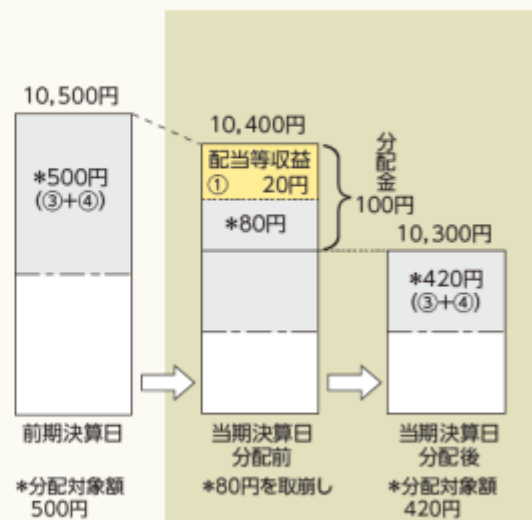 10,500円
*500円
(③+④)
前期決算日
*分配対象額
500円
10,400円
配当等収益
① 20円
*80円
分配金
100円
当期決算日
分配前
*80円を取崩し
10,300円
*420円
(③+④)
当期決算日
分配後
*分配対象額
420円